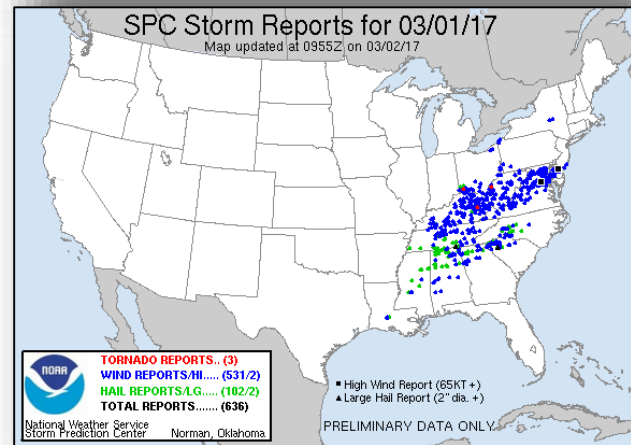 SPC Storm Reports for 03/01/17
Map updated at 0955Z on 03/02/17
NOAA
TORNADO REPORTS.. (3)
WIND REPORTS/HI..... (531/2)
HAIL REPORTS/LG..... (102/2)
TOTAL REPORTS....... (636)
National Weather Service
Storm Prediction Center Norman, Oklahoma
High Wind Report (65KT +)
Large Hail Report (2" dia. +)
PRELIMINARY DATA ONLY